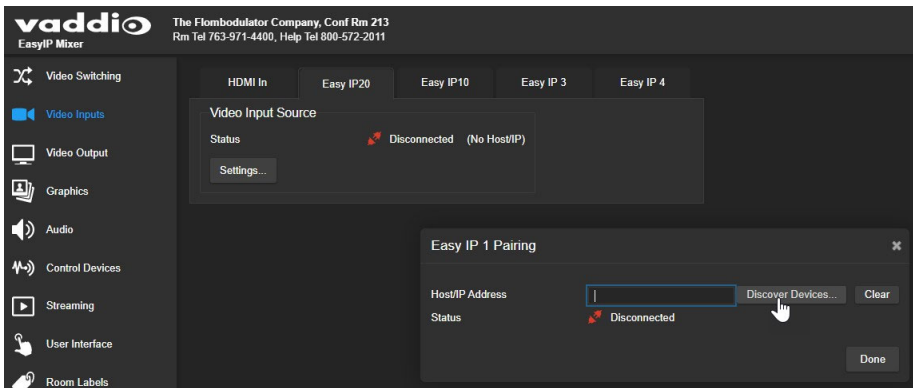 vaddio
EasyIP Mixer
The Flombodulator Company, Conf Rm 213
Rm Tel 763-971-4400, Help Tel 800-572-2011
Video Switching
Video Inputs
Video Output
Graphics
Audio
Control Devices
Streaming
User Interface
Room Labels
HDMI In
Easy IP20
Easy IP10
Easy IP 3
Easy IP 4
Video Input Source
Status
Disconnected (No Host/IP)
Settings...
Easy IP 1 Pairing
Host/IP Address
Discover Devices...
Clear
Status
Disconnected
Done